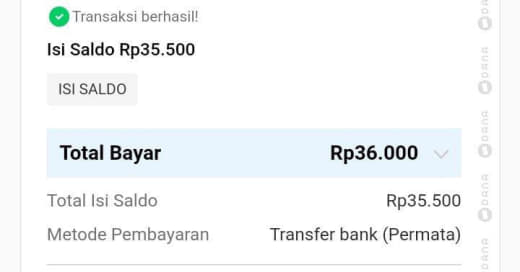 Transaksi berhasil!
Isi Saldo Rp35.500
ISI SALDO
Total Bayar Rp36.000
Total Isi Saldo Rp35.500
Metode Pembayaran Transfer bank (Permata)
DANA
DANA
DANA
DANA